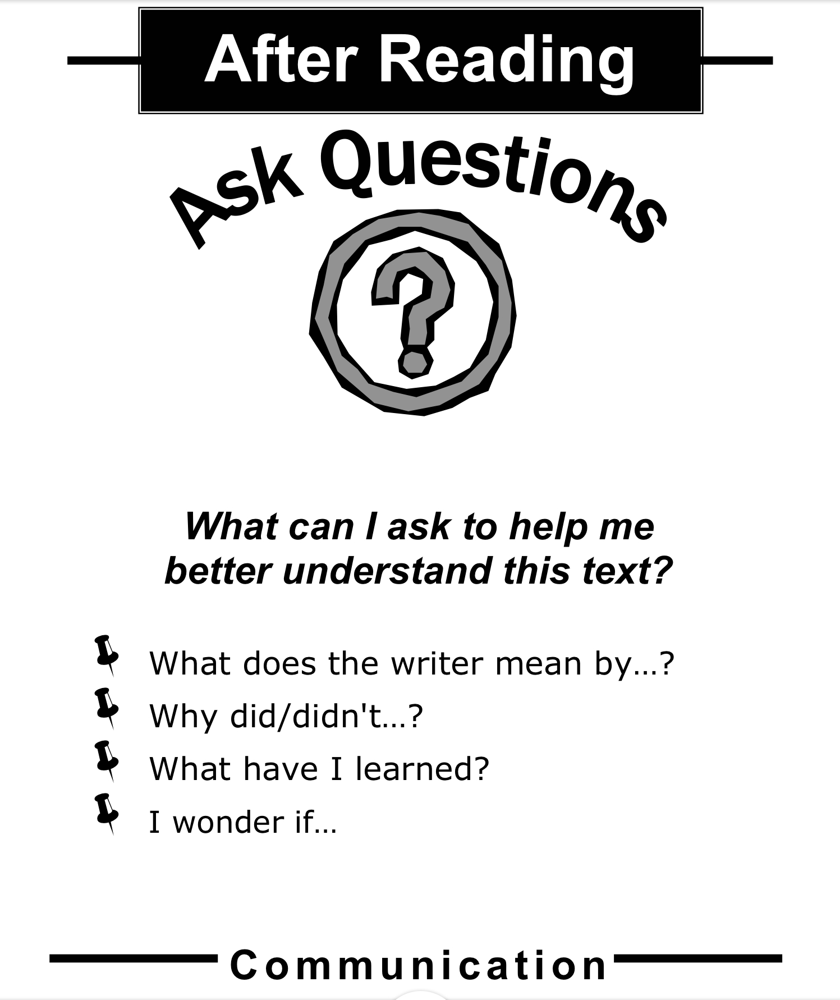 After Reading
Ask Questions
?
What can I ask to help me
better understand this text?
What does the writer mean by…?
Why did/didn't…?
What have I learned?
I wonder if…
Communication